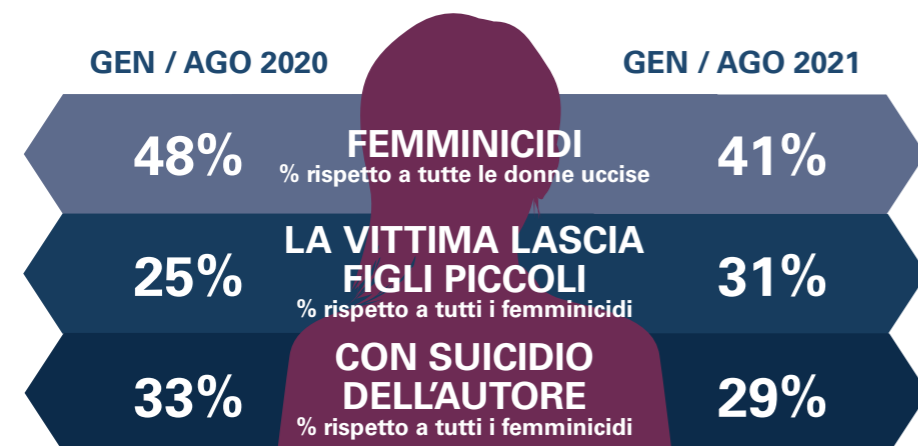 GEN / AGO 2020
GEN / AGO 2021
48%
FEMMINICIDI
% rispetto a tutte le donne uccise
41%
25%
LA VITTIMA LASCIA
FIGLI PICCOLI
% rispetto a tutti i femminicidi
31%
33%
CON SUICIDIO
DELL'AUTORE
% rispetto a tutti i femminicidi
29%